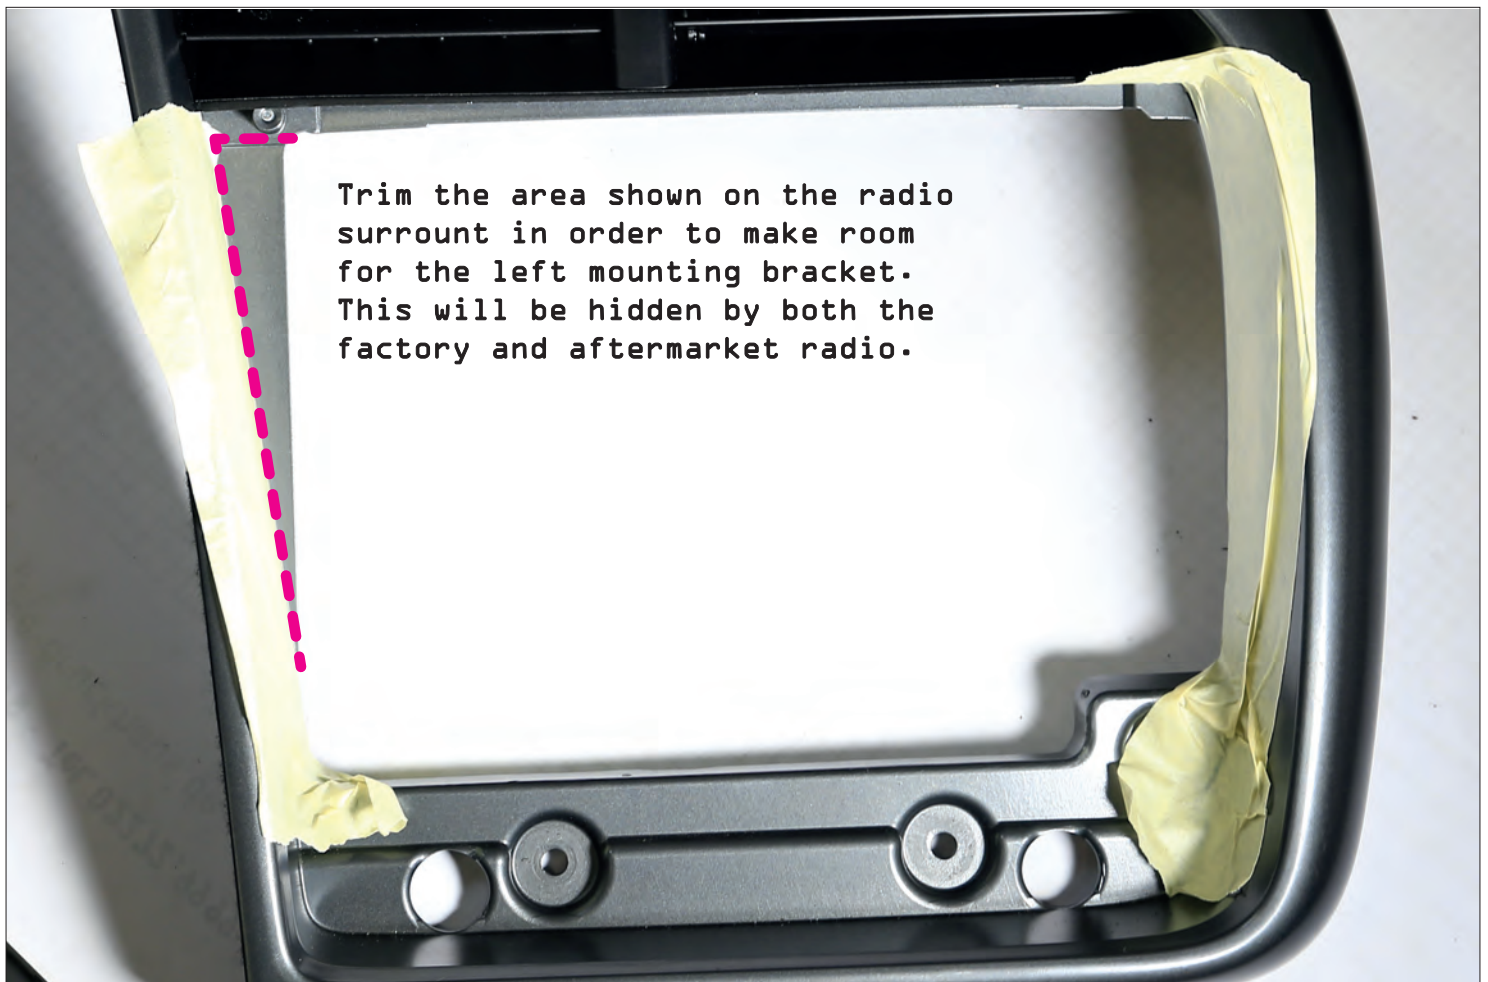 Trim the area shown on the radio
surrount in order to make room
for the left mounting bracket.
This will be hidden by both the
factory and aftermarket radio.